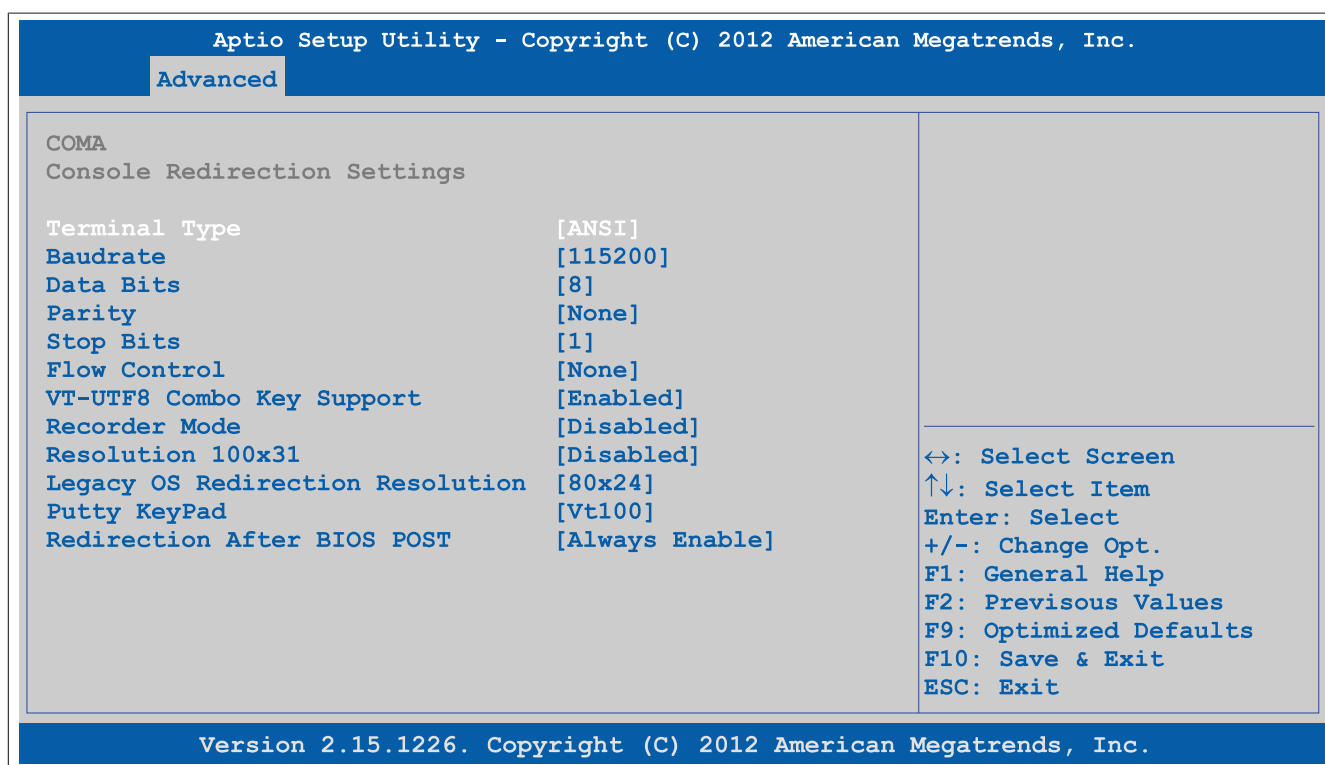 Aptio Setup Utility - Copyright (C) 2012 American Megatrends, Inc.
Advanced
COMA
Console Redirection Settings
Terminal Type [ANSI]
Baudrate [115200]
Data Bits [8]
Parity [None]
Stop Bits [1]
Flow Control [None]
VT-UTF8 Combo Key Support [Enabled]
Recorder Mode [Disabled]
Resolution 100x31 [Disabled]
Legacy OS Redirection Resolution [80x24]
Putty KeyPad [Vt100]
Redirection After BIOS POST [Always Enable]
↔: Select Screen
↑↓: Select Item
Enter: Select
+/-: Change Opt.
F1: General Help
F2: Previsous Values
F9: Optimized Defaults
F10: Save & Exit
ESC: Exit
Version 2.15.1226. Copyright (C) 2012 American Megatrends, Inc.